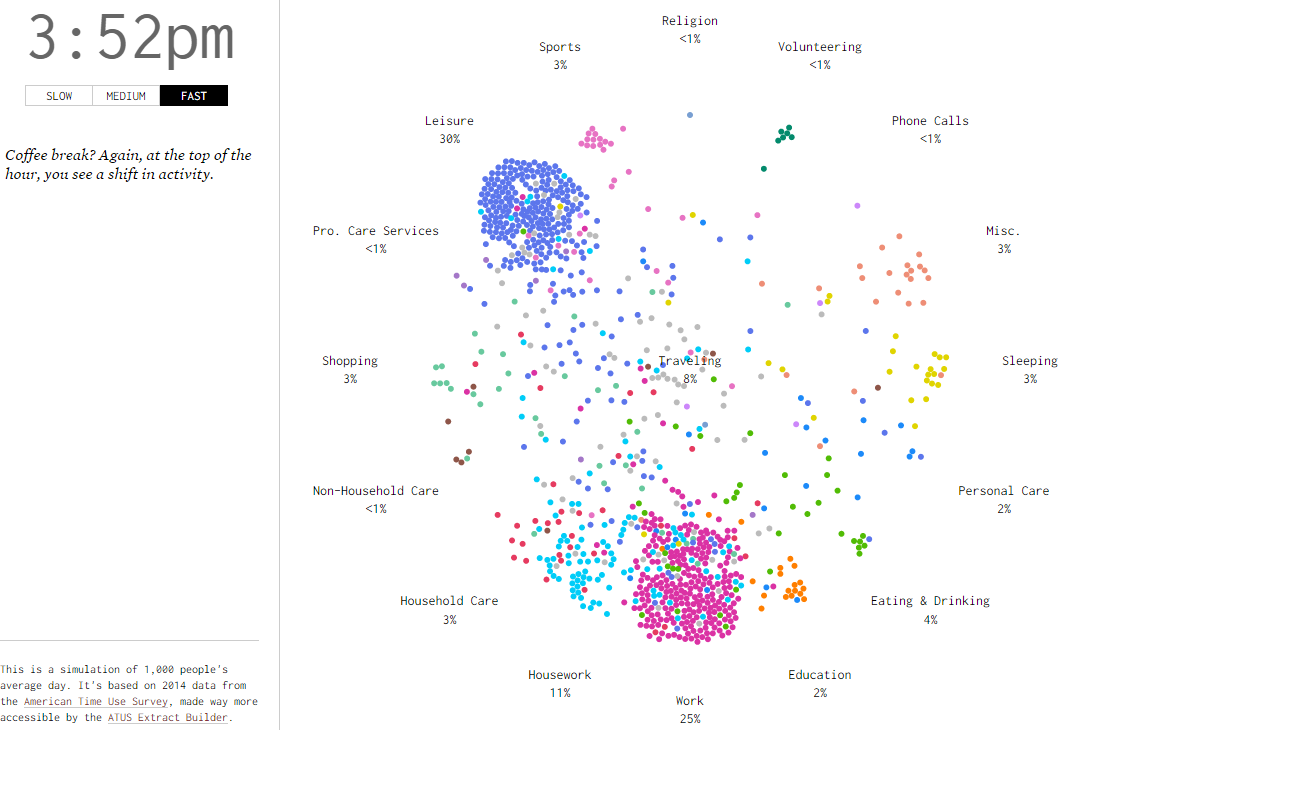 3:52pm
SLOW MEDIUM FAST
Coffee break? Again, at the top of the
hour, you see a shift in activity.
This is a simulation of 1,000 people's
average day. It's based on 2014 data from
the American Time Use Survey, made way more
accessible by the ATUS Extract Builder.
Religion
<1%
Sports
3%
Volunteering
<1%
Leisure
30%
Phone Calls
<1%
Pro. Care Services
<1%
Misc.
3%
Shopping
3%
Traveling
8%
Sleeping
3%
Non-Household Care
<1%
Personal Care
2%
Household Care
3%
Eating & Drinking
4%
Housework
11%
Education
2%
Work
25%